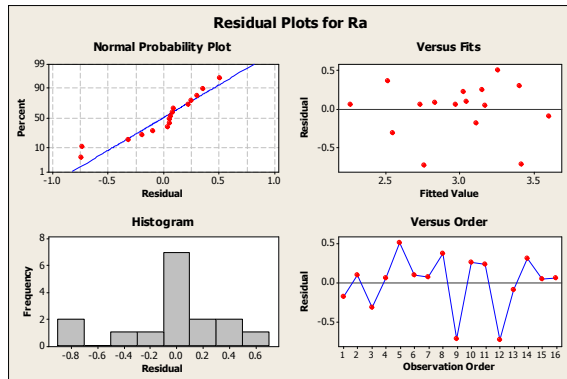 Residual Plots for Ra
Normal Probability Plot
Percent
99
90
50
10
1
-1.0 -0.5 0.0 0.5 1.0
Residual
Versus Fits
Residual
0.5
0.0
-0.5
2.5 3.0 3.5
Fitted Value
Histogram
Frequency
8
6
4
2
0
-0.8 -0.6 -0.4 -0.2 0.0 0.2 0.4 0.6
Residual
Versus Order
Residual
0.5
0.0
-0.5
1 2 3 4 5 6 7 8 9 10 11 12 13 14 15 16
Observation Order